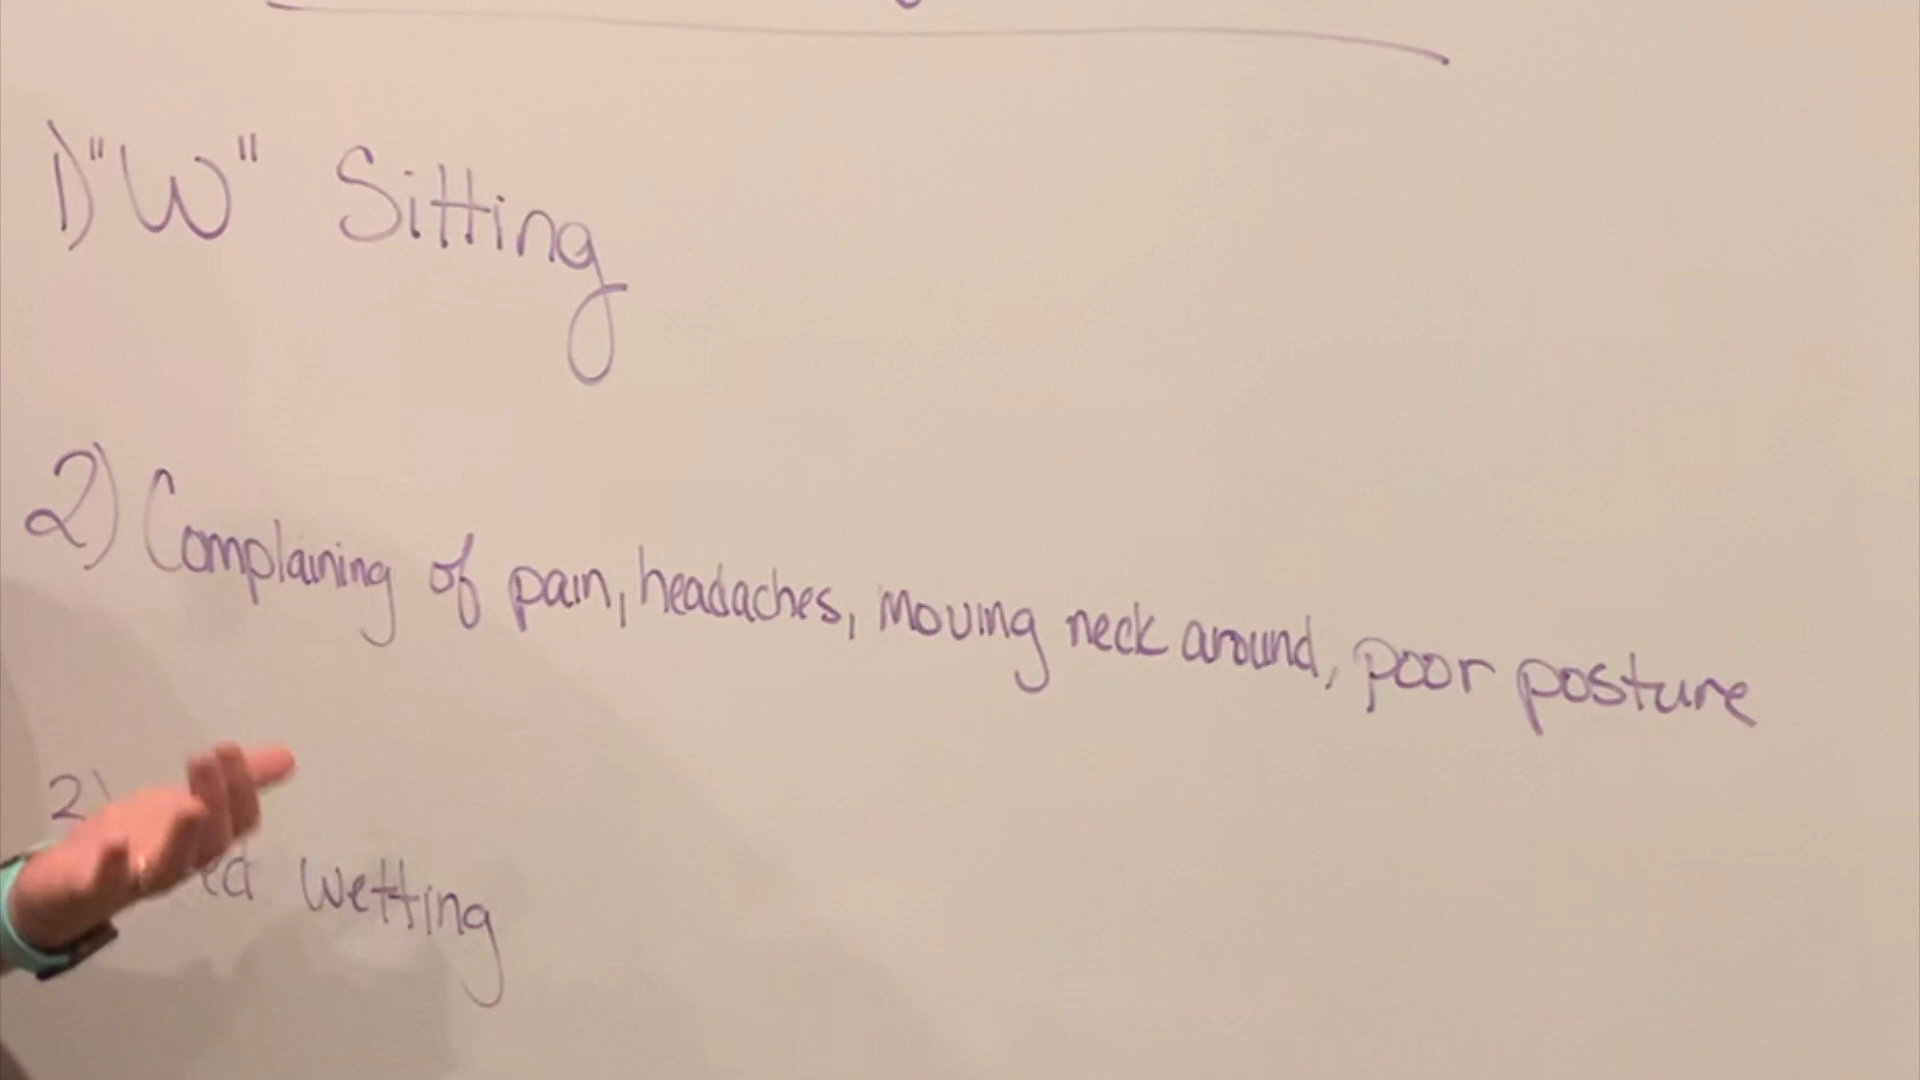 1) "W" Sitting
2) Complaining of pain, headaches, moving neck around, poor posture
wetting